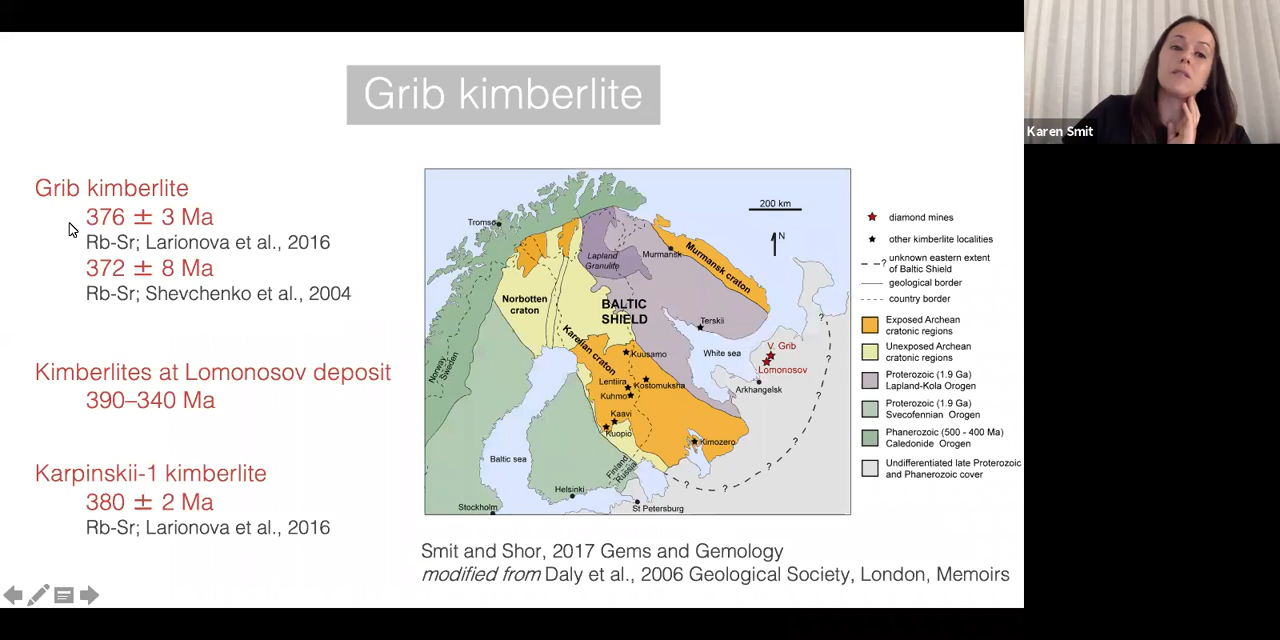 Grib kimberlite
Karen Smit
Grib kimberlite
376 ± 3 Ma
Rb-Sr; Larionova et al., 2016
372 ± 8 Ma
Rb-Sr; Shevchenko et al., 2004
Kimberlites at Lomonosov deposit
390–340 Ma
Karpinskii-1 kimberlite
380 ± 2 Ma
Rb-Sr; Larionova et al., 2016
200 km
N
Tromsø
Murmansk
Murmansk craton
Lapland
Granulite
Norbotten
craton
BALTIC
SHIELD
Karelian craton
Terskii
White sea
V. Grib
Lomonosov
Arkhangelsk
Kuusamo
Lentiira
Kostomuksha
Kuhmo
Kaavi
Kuopio
Kimozero
Norway
Sweden
Baltic sea
Finland
Russia
Helsinki
Stockholm
St Petersburg
?
?
?
?
?
?
diamond mines
other kimberlite localities
?
unknown eastern extent
of Baltic Shield
geological border
country border
Exposed Archean
cratonic regions
Unexposed Archean
cratonic regions
Proterozoic (1.9 Ga)
Lapland-Kola Orogen
Proterozoic (1.9 Ga)
Svecofennian Orogen
Phanerozoic (500 - 400 Ma)
Caledonide Orogen
Undifferentiated late Proterozoic
and Phanerozoic cover
Smit and Shor, 2017 Gems and Gemology
modified from Daly et al., 2006 Geological Society, London, Memoirs